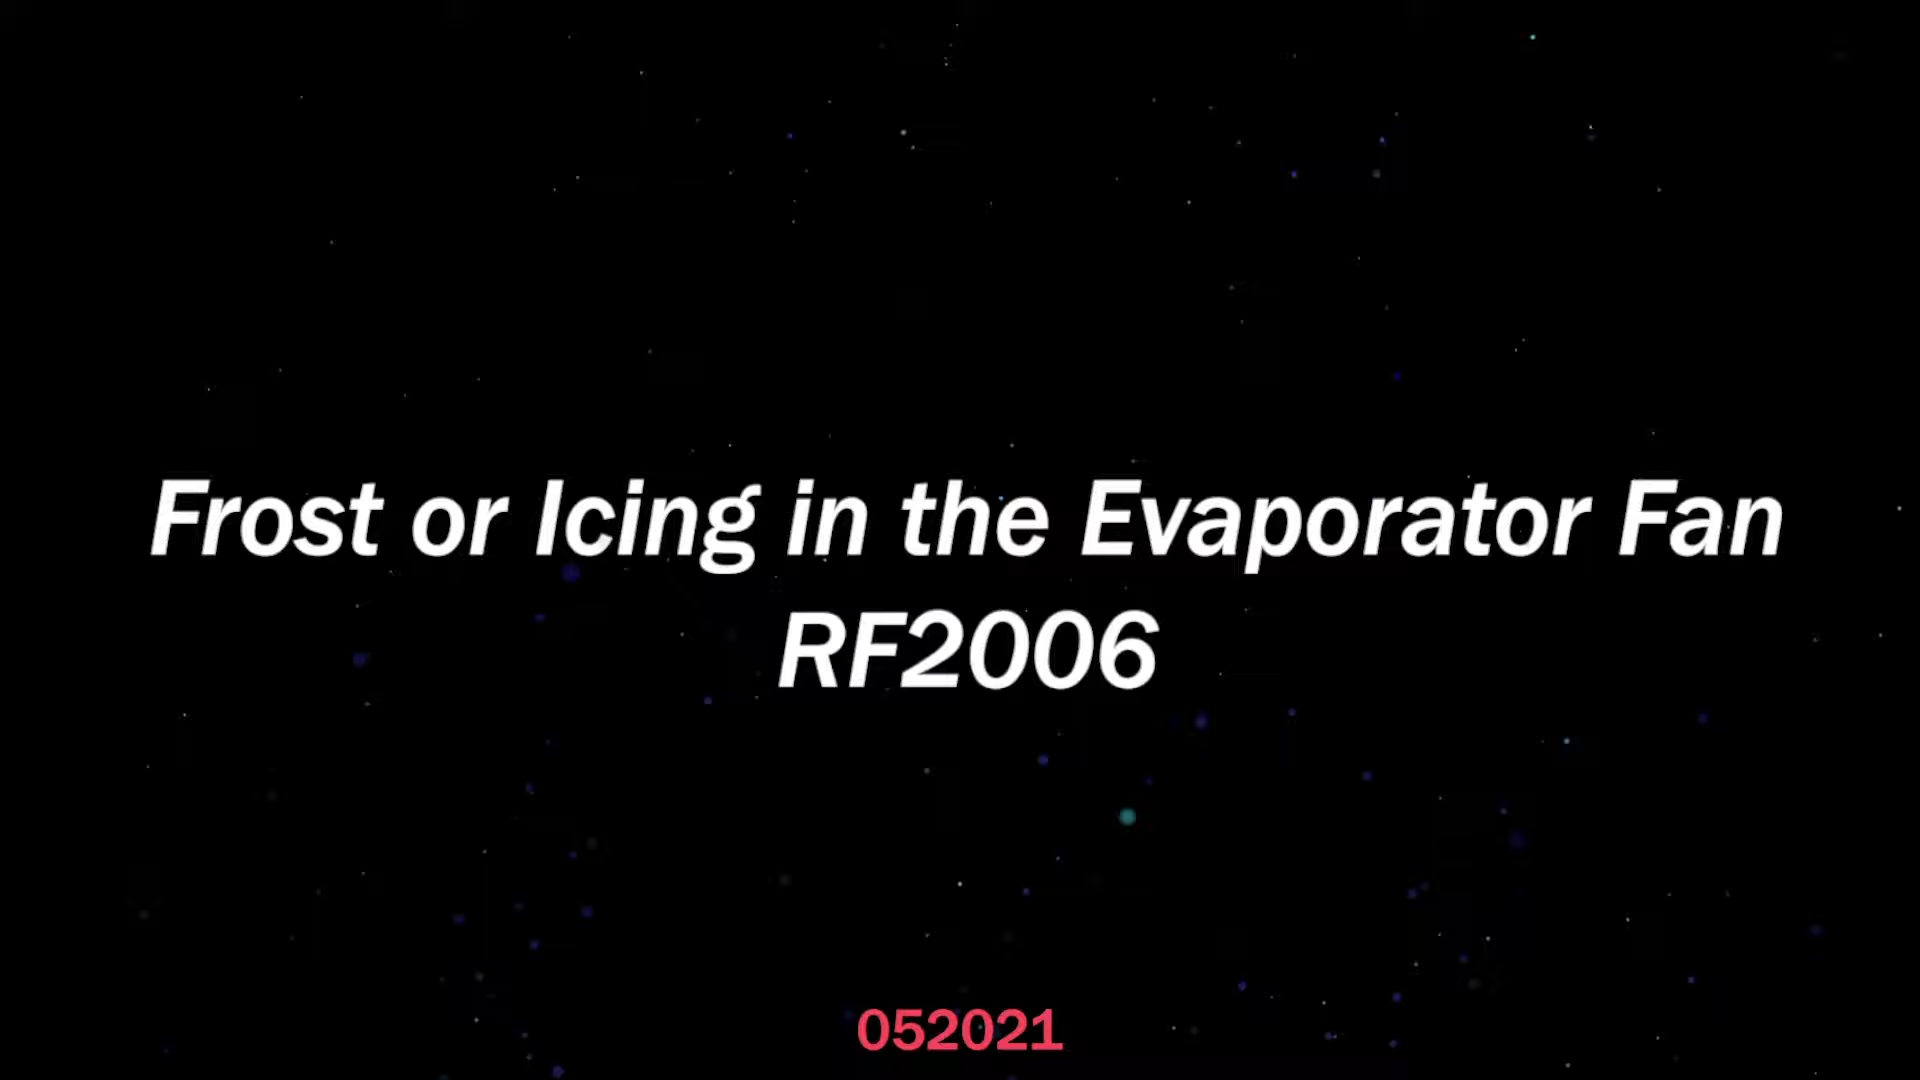 Frost or Icing in the Evaporator Fan
RF2006
052021